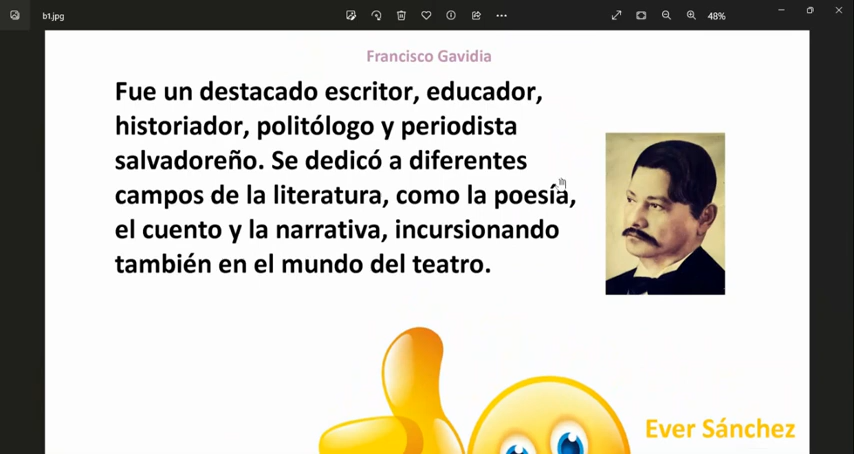 b1.jpg
48%
Francisco Gavidia
Fue un destacado escritor, educador,
historiador, politólogo y periodista
salvadoreño. Se dedicó a diferentes
campos de la literatura, como la poesía,
el cuento y la narrativa, incursionando
también en el mundo del teatro.
Ever Sánchez